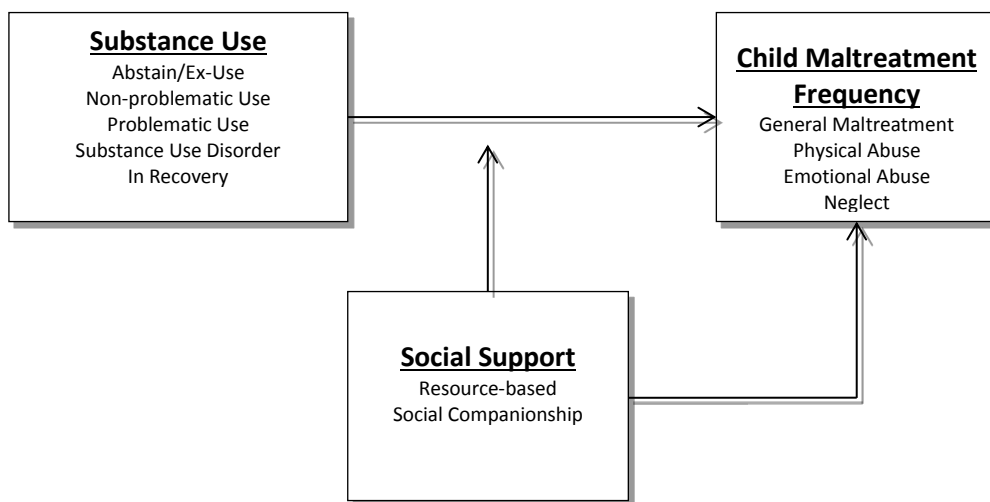 Substance Use
Abstain/Ex-Use
Non-problematic Use
Problematic Use
Substance Use Disorder
In Recovery
Child Maltreatment
Frequency
General Maltreatment
Physical Abuse
Emotional Abuse
Neglect
Social Support
Resource-based
Social Companionship